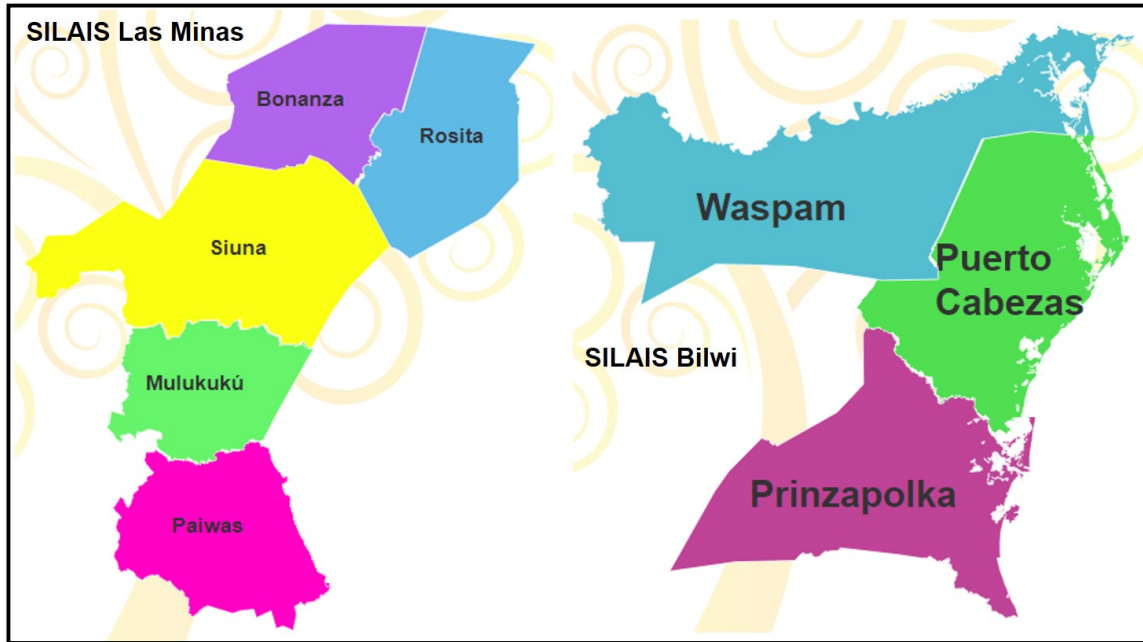 SILAIS Las Minas
Bonanza
Rosita
Siuna
Mulukukú
Paiwas
Waspam
Puerto
Cabezas
SILAIS Bilwi
Prinzapolka